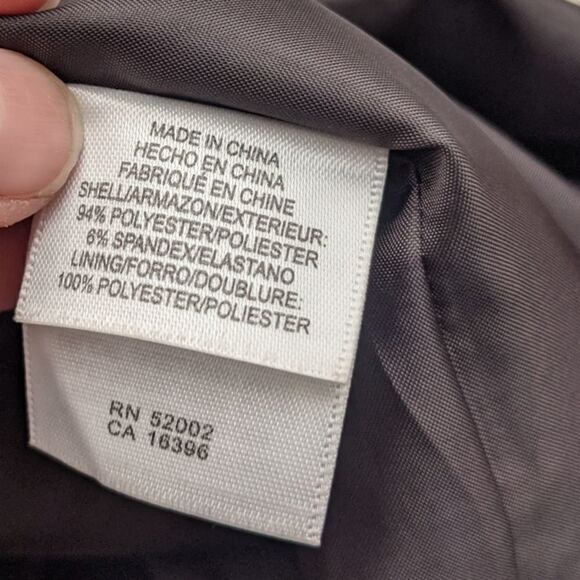 MADE IN CHINA
HECHO EN CHINA
FABRIQUÉ EN CHINE
SHELL/ARMAZON/EXTERIEUR:
94% POLYESTER/POLIESTER
6% SPANDEX/ELASTANO
LINING/FORRO/DOUBLURE:
100% POLYESTER/POLIESTER
RN 52002
CA 16396